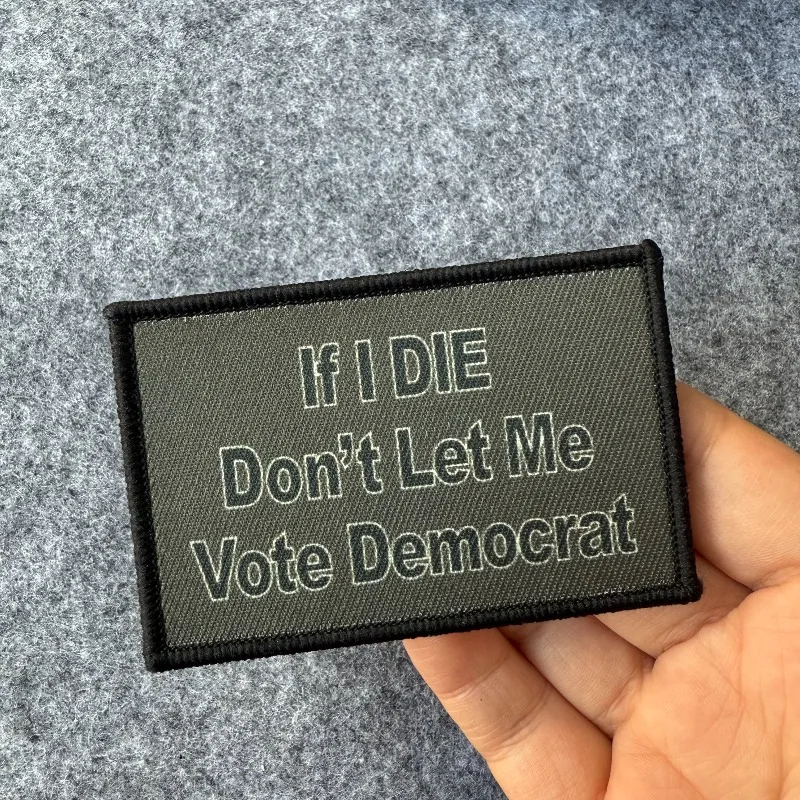 If I DIE
Don't Let Me
Vote Democrat